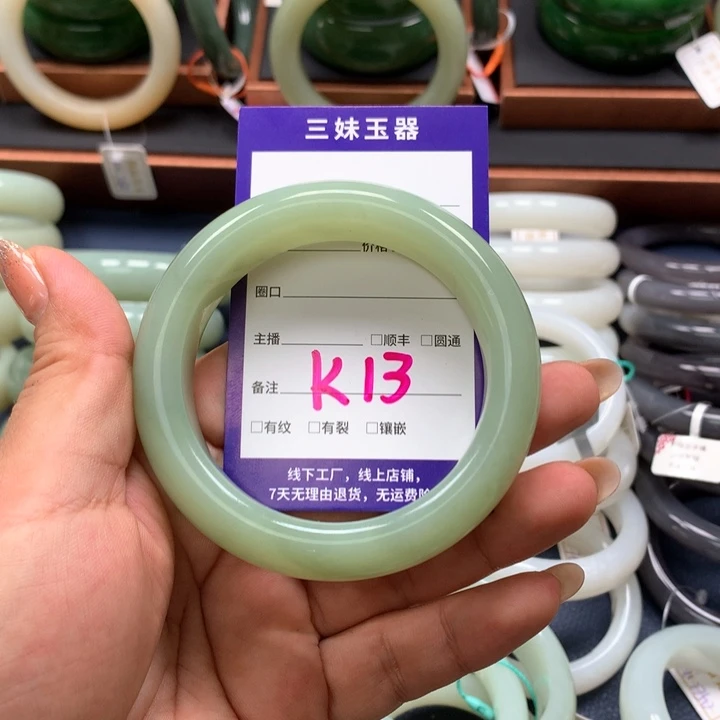 三妹玉器
价格
圈口
主播 □顺丰 □圆通
备注 K13
□有纹 □有裂 □镶嵌
线下工厂,线上店铺,
7天无理由退货,无运费险